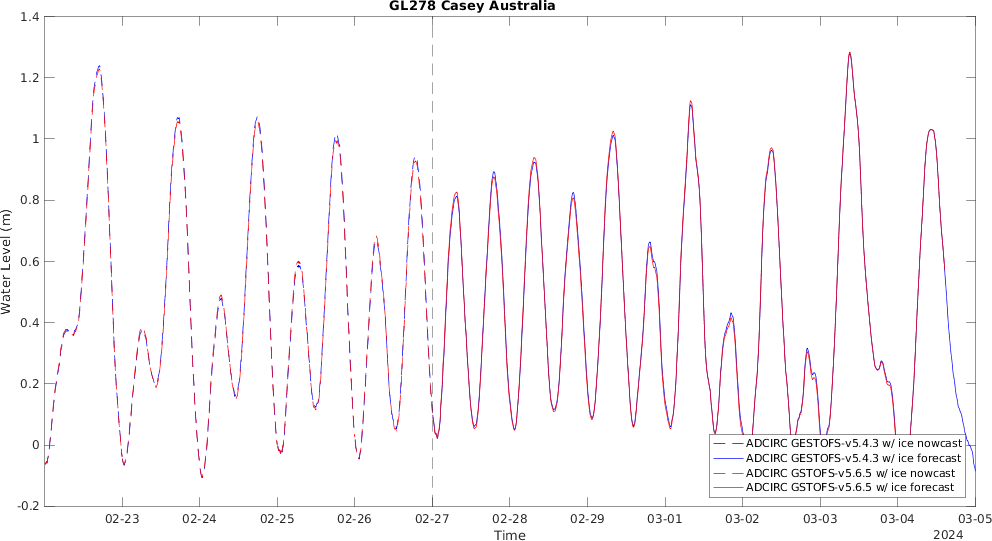 GL278 Casey Australia
1.4
1.2
1
0.8
0.6
0.4
0.2
0
-0.2
Water Level (m)
ADCIRC GESTOFS-v5.4.3 w/ ice nowcast
ADCIRC GESTOFS-v5.4.3 w/ ice forecast
ADCIRC GSTOFS-v5.6.5 w/ ice nowcast
ADCIRC GSTOFS-v5.6.5 w/ ice forecast
02-23 02-24 02-25 02-26 02-27 02-28 02-29 03-01 03-02 03-03 03-04 03-05
Time
2024